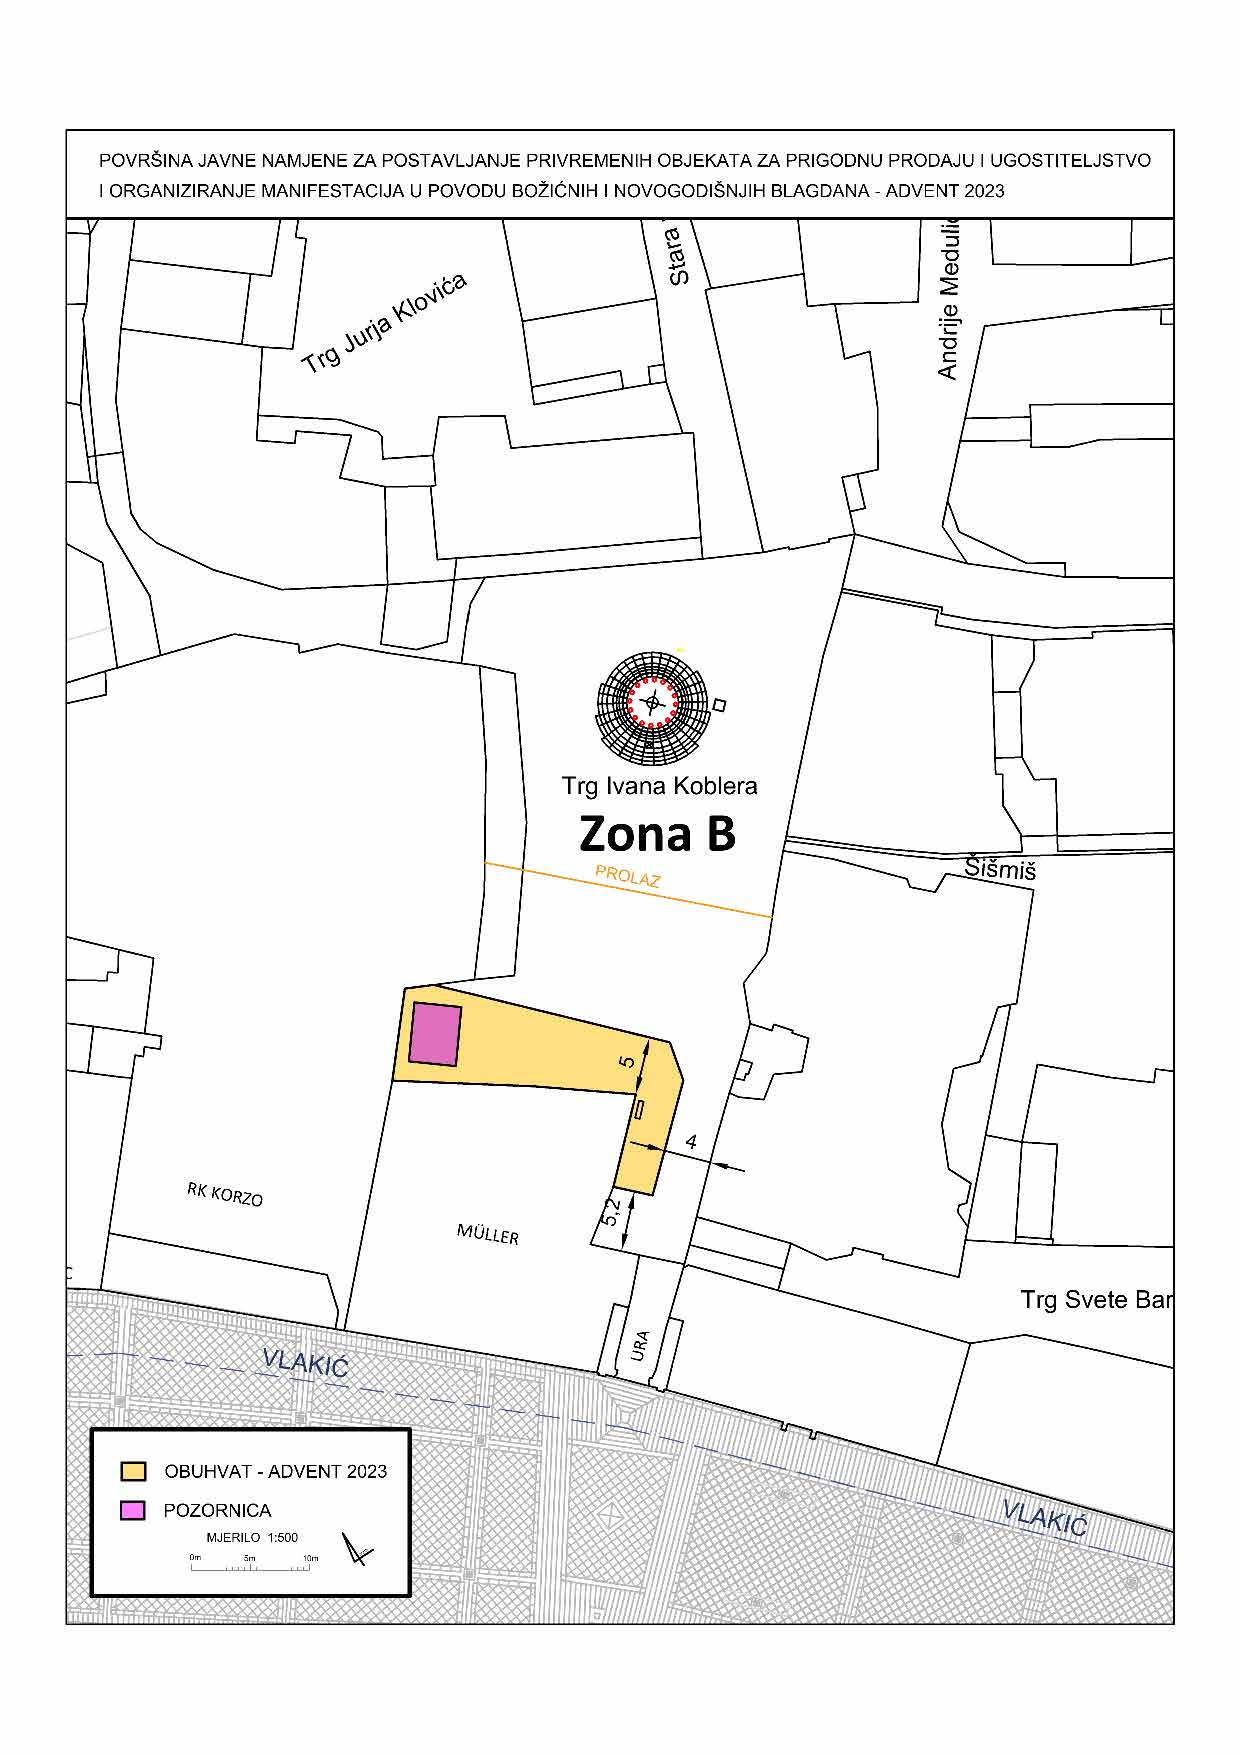 POVRŠINA JAVNE NAMJENE ZA POSTAVLJANJE PRIVREMENIH OBJEKATA ZA PRIGODNU PRODAJU I UGOSTITELJSTVO
I ORGANIZIRANJE MANIFESTACIJA U POVODU BOŽIĆNIH I NOVOGODIŠNJIH BLAGDANA - ADVENT 2023
Stara
Andrije Medulić
Trg Jurja Klovića
Trg Ivana Koblera
Zona B
PROLAZ
Šišmiš
5
4
5,2
RK KORZO
MÜLLER
Trg Svete Bar
URA
VLAKIĆ
VLAKIĆ
OBUHVAT - ADVENT 2023
POZORNICA
MJERILO 1:500
0m 5m 10m